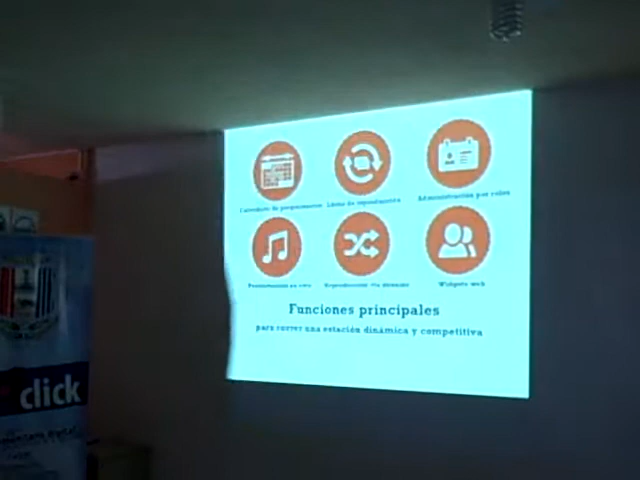 Calendario de programación
Listas de reproducción
Administración por roles
Widgets web
Funciones principales
para correr una estación dinámica y competitiva
click